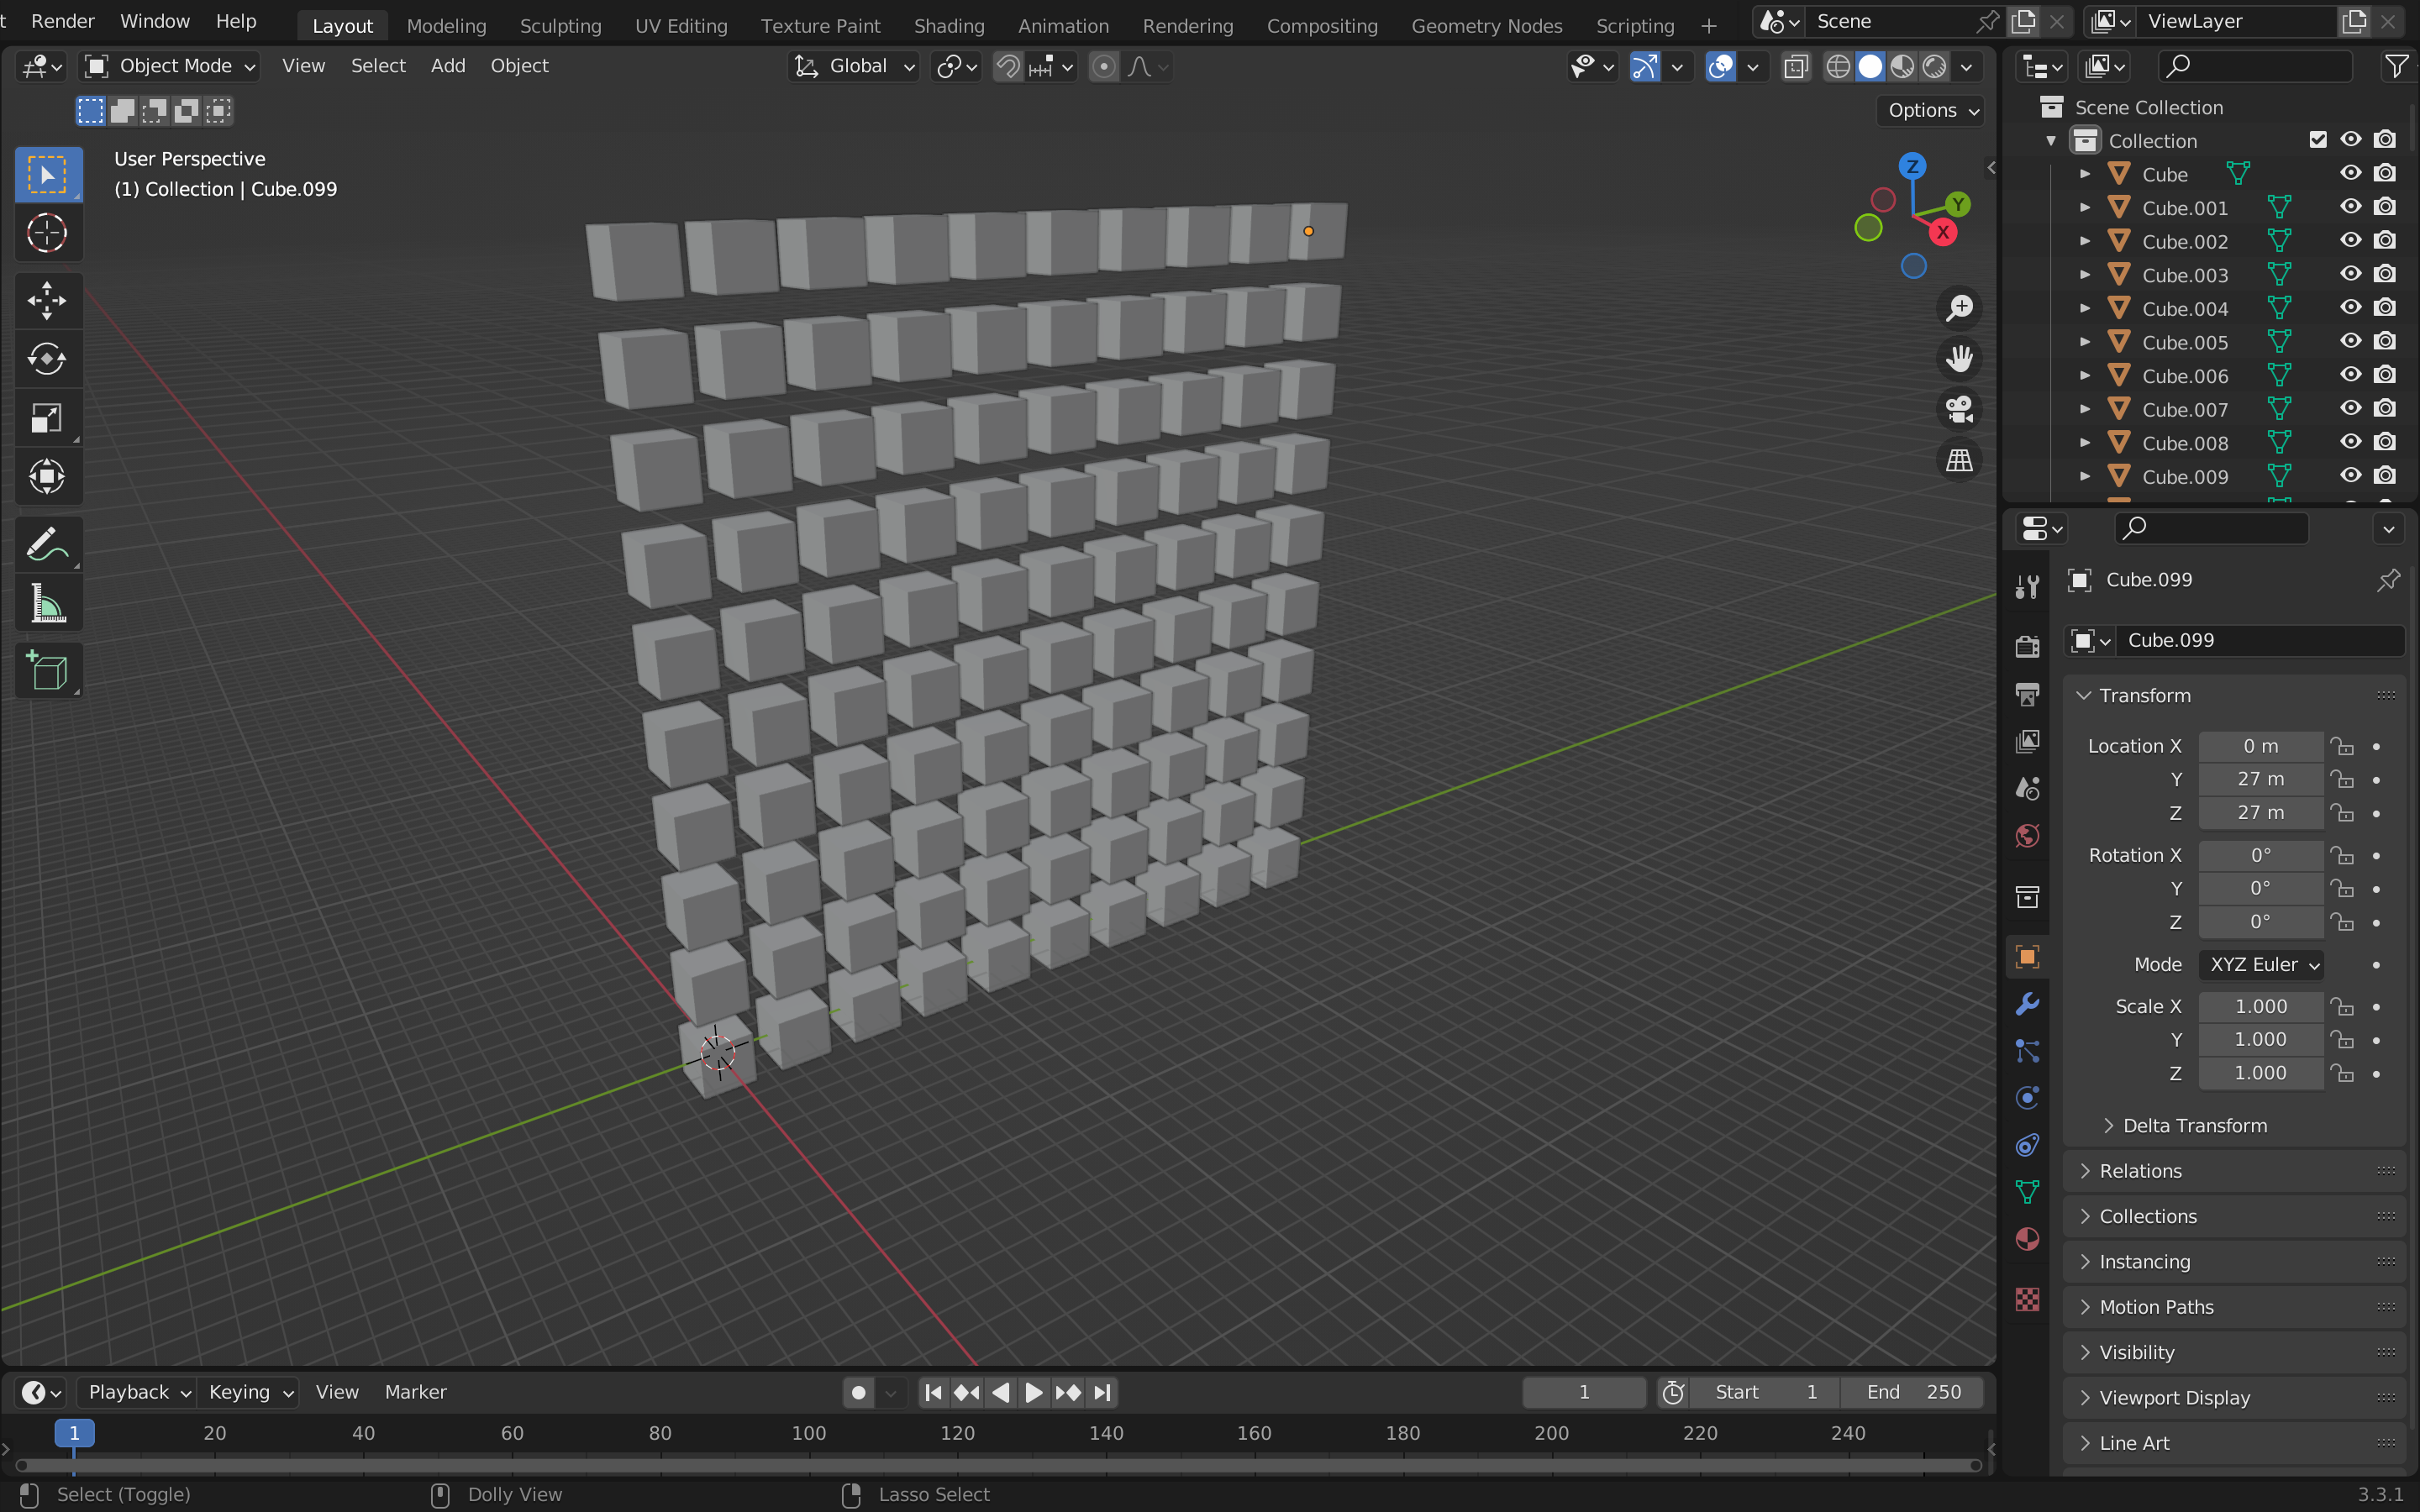 t Render Window Help Layout Modeling Sculpting UV Editing Texture Paint Shading Animation Rendering Compositing Geometry Nodes Scripting + Scene ViewLayer
Object Mode View Select Add Object Global
Options
User Perspective
(1) Collection | Cube.099
Z
Y
X
Scene Collection
Collection
Cube
Cube.001
Cube.002
Cube.003
Cube.004
Cube.005
Cube.006
Cube.007
Cube.008
Cube.009
Cube.099
Cube.099
Transform
Location X 0 m
Y 27 m
Z 27 m
Rotation X 0°
Y 0°
Z 0°
Mode XYZ Euler
Scale X 1.000
Y 1.000
Z 1.000
Delta Transform
Relations
Collections
Instancing
Motion Paths
Visibility
Viewport Display
Line Art
Playback Keying View Marker 1 Start 1 End 250
1 20 40 60 80 100 120 140 160 180 200 220 240
Select (Toggle) Dolly View Lasso Select 3.3.1